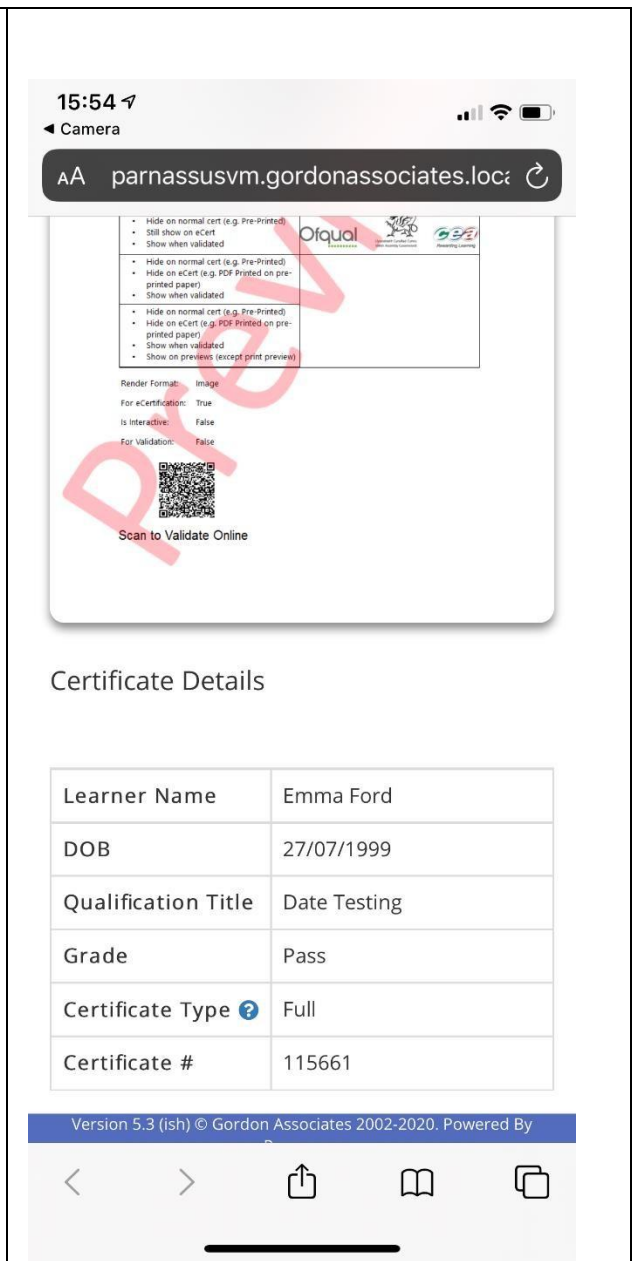 15:54
◀ Camera
AA parnassusvm.gordonassociates.loca
• Hide on normal cert (e.g. Pre-Printed)
• Still show on eCert
• Show when validated
Ofqual
Rewarding Learning
• Hide on normal cert (e.g. Pre-Printed)
• Hide on eCert (e.g. PDF Printed on pre-
printed paper)
• Show when validated
• Hide on normal cert (e.g. Pre-Printed)
• Hide on eCert (e.g. PDF Printed on pre-
printed paper)
• Show when validated
• Show on previews (except print preview)
Render Format: Image
For eCertification: True
Is Interactive: False
For Validation: False
Scan to Validate Online
Previ
Certificate Details
Learner Name Emma Ford
DOB 27/07/1999
Qualification Title Date Testing
Grade Pass
Certificate Type ? Full
Certificate # 115661
Version 5.3 (ish) © Gordon Associates 2002-2020. Powered By